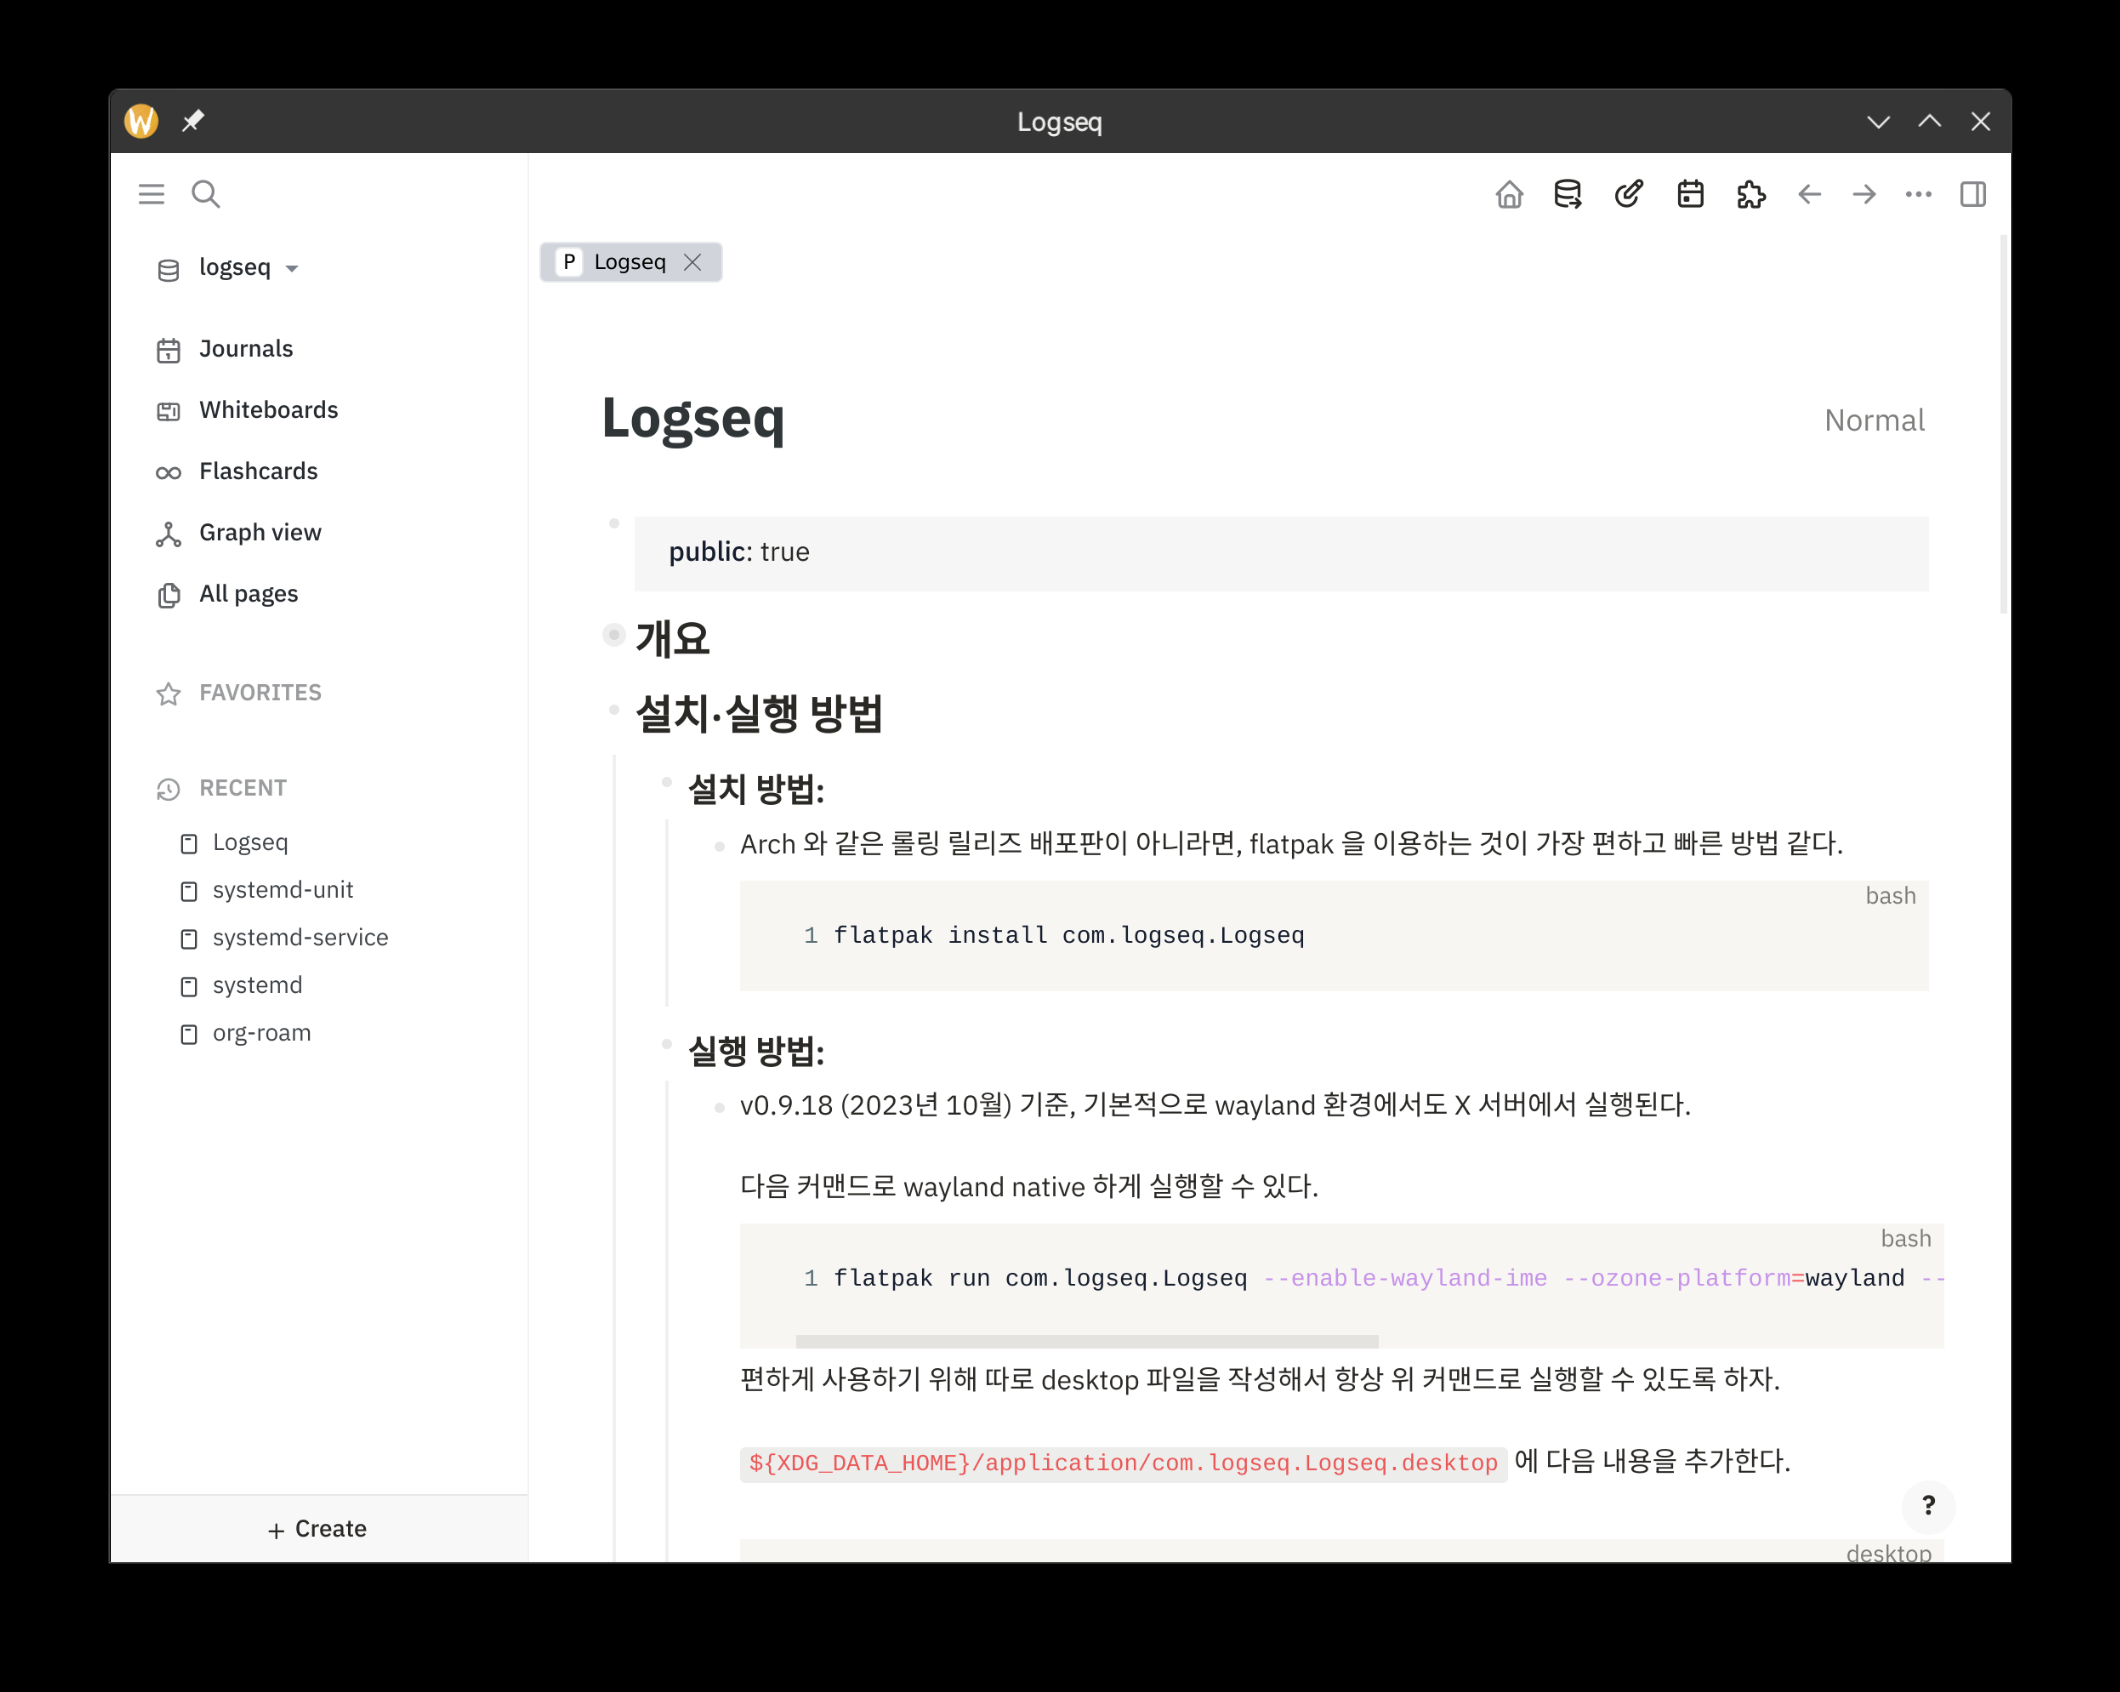 Logseq
logseq
Journals
Whiteboards
Flashcards
Graph view
All pages
FAVORITES
RECENT
Logseq
systemd-unit
systemd-service
systemd
org-roam
+ Create
P Logseq
Logseq
Normal
public: true
개요
설치·실행 방법
설치 방법:
Arch 와 같은 롤링 릴리즈 배포판이 아니라면, flatpak 을 이용하는 것이 가장 편하고 빠른 방법 같다.
bash
1 flatpak install com.logseq.Logseq
실행 방법:
v0.9.18 (2023년 10월) 기준, 기본적으로 wayland 환경에서도 X 서버에서 실행된다.
다음 커맨드로 wayland native 하게 실행할 수 있다.
bash
1 flatpak run com.logseq.Logseq --enable-wayland-ime --ozone-platform=wayland --
편하게 사용하기 위해 따로 desktop 파일을 작성해서 항상 위 커맨드로 실행할 수 있도록 하자.
${XDG_DATA_HOME}/application/com.logseq.Logseq.desktop 에 다음 내용을 추가한다.
?
desktop